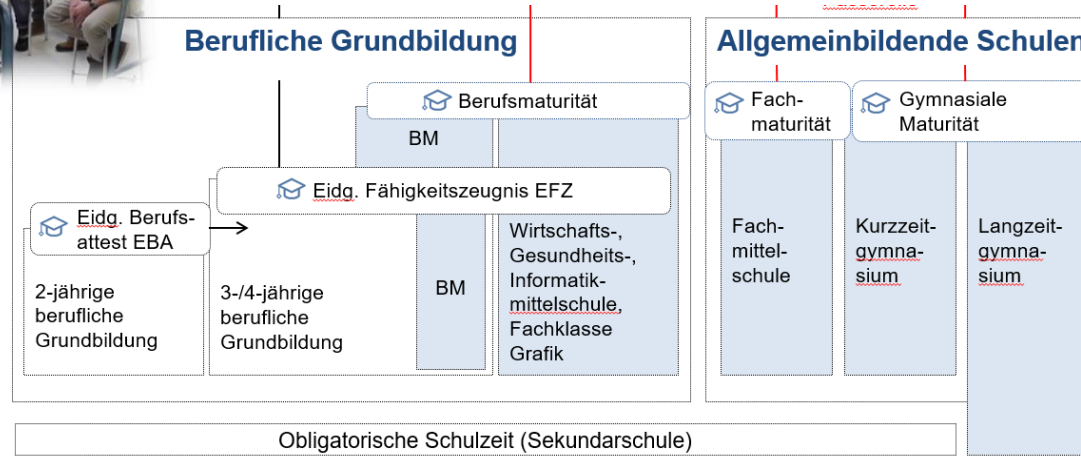 Berufliche Grundbildung
Allgemeinbildende Schulen
Berufsmaturität
Fach-
maturität
Gymnasiale
Maturität
BM
Eidg. Fähigkeitszeugnis EFZ
Eidg. Berufs-
attest EBA
2-jährige
berufliche
Grundbildung
3-/4-jährige
berufliche
Grundbildung
BM
Wirtschafts-,
Gesundheits-,
Informatik-
mittelschule,
Fachklasse
Grafik
Fach-
mittel-
schule
Kurzzeit-
gymna-
sium
Langzeit-
gymna-
sium
Obligatorische Schulzeit (Sekundarschule)